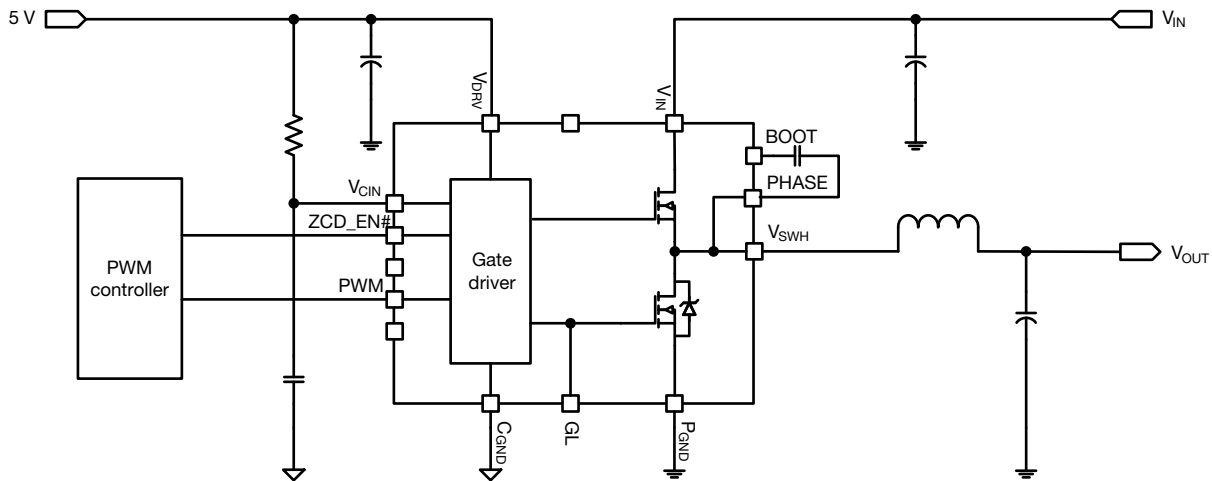 5 V
V_IN
V_DRV
V_IN
BOOT
PHASE
V_CIN
ZCD_EN#
V_SWH
PWM
controller
Gate
driver
PWM
V_OUT
C_GND
GL
P_GND